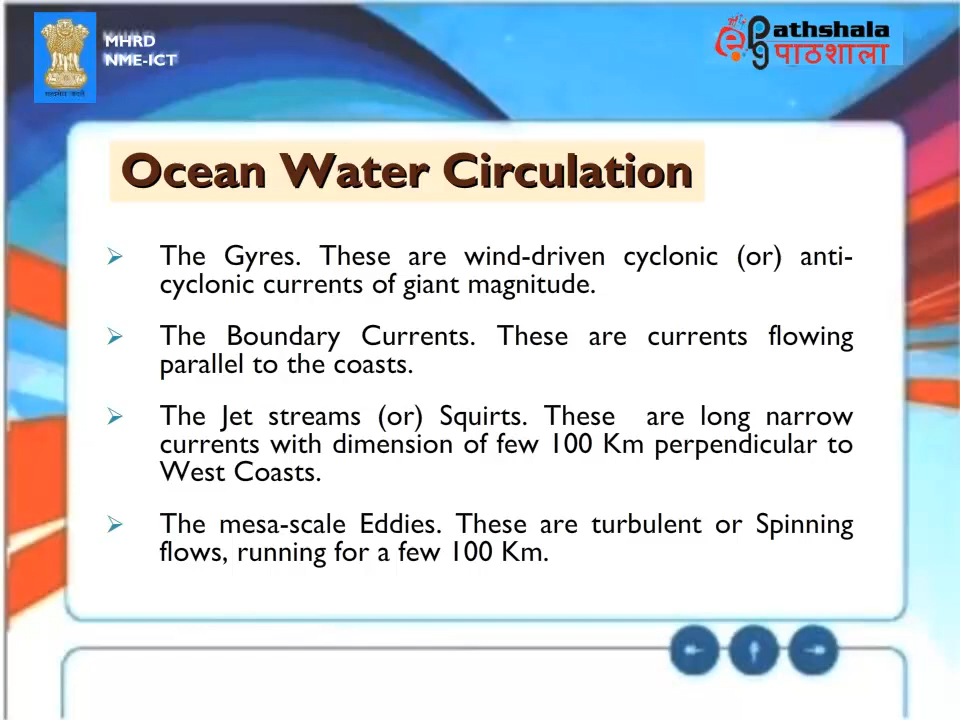 MHRD
NME-ICT
ePathshala
पाठशाला
Ocean Water Circulation
The Gyres. These are wind-driven cyclonic (or) anti-
cyclonic currents of giant magnitude.
The Boundary Currents. These are currents flowing
parallel to the coasts.
The Jet streams (or) Squirts. These are long narrow
currents with dimension of few 100 Km perpendicular to
West Coasts.
The mesa-scale Eddies. These are turbulent or Spinning
flows, running for a few 100 Km.